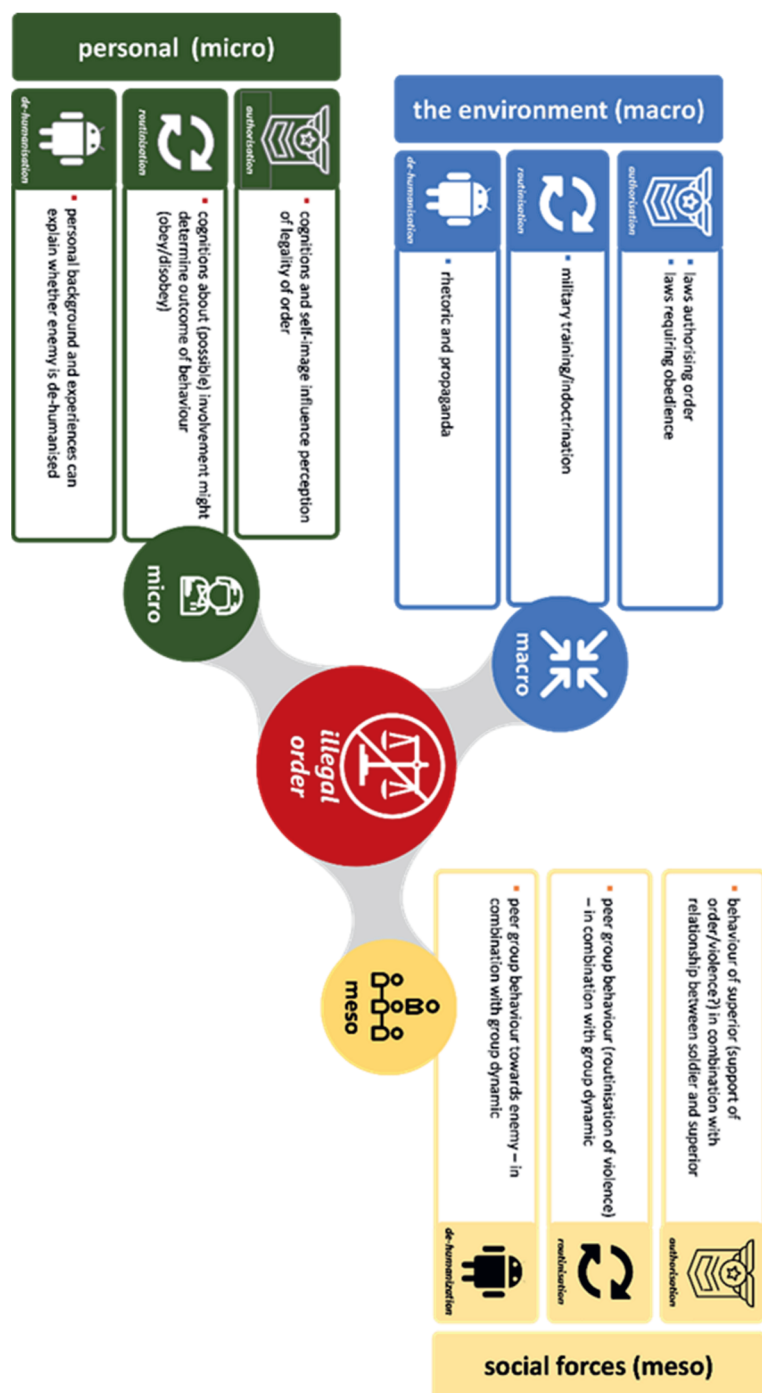 the environment (macro)
authorisation
▪ laws authorising order
▪ laws requiring obedience
routinisation
▪ military training/indoctrination
de-humanisation
▪ rhetoric and propaganda
macro
personal (micro)
authorisation
▪ cognitions and self-image influence perception
of legality of order
routinisation
▪ cognitions about (possible) involvement might
determine outcome of behaviour
(obey/disobey)
de-humanisation
▪ personal background and experiences can
explain whether enemy is de-humanised
micro
illegal
order
social forces (meso)
▪ behaviour of superior (support of
order/violence?) in combination with
relationship between soldier and superior
authorisation
▪ peer group behaviour (routinisation of violence)
– in combination with group dynamic
routinisation
▪ peer group behaviour towards enemy – in
combination with group dynamic
de-humanization
meso